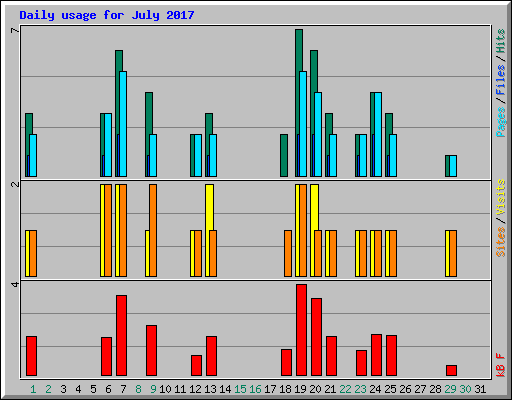 Daily usage for July 2017
7
2
4
Pages / Files / Hits
Sites / Visits
kB F
1 2 3 4 5 6 7 8 9 10 11 12 13 14 15 16 17 18 19 20 21 22 23 24 25 26 27 28 29 30 31